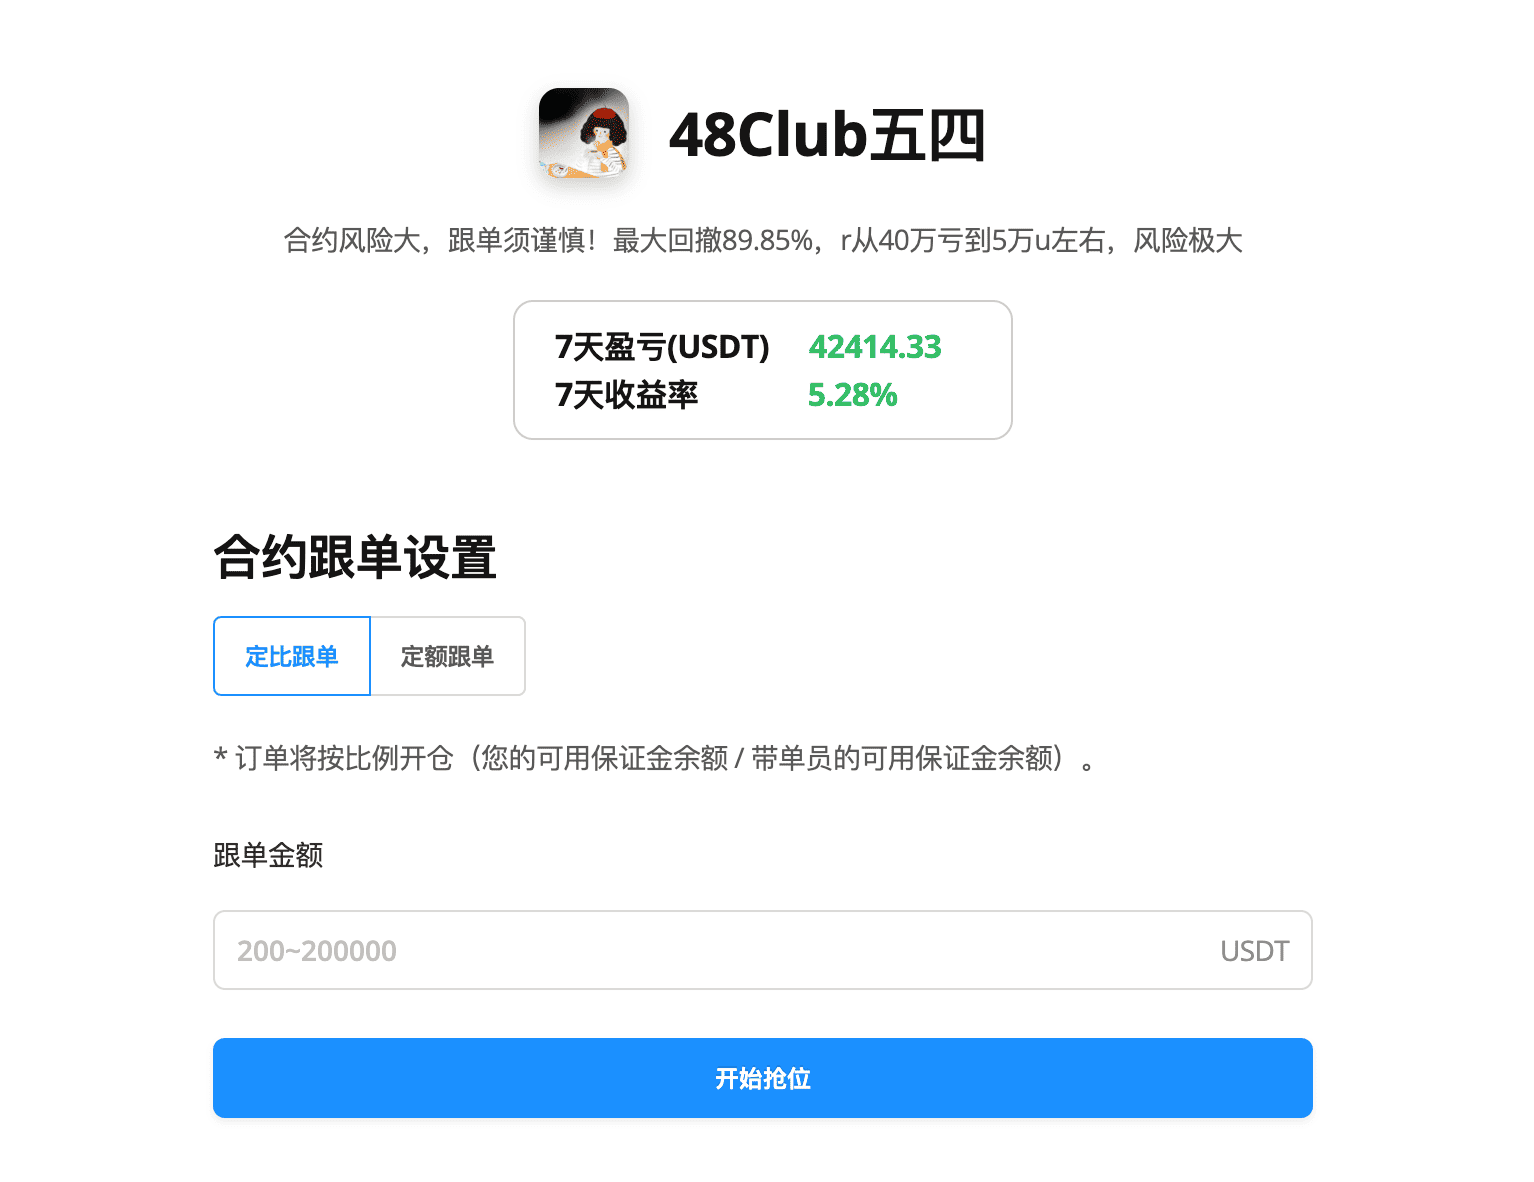 48Club五四
合约风险大，跟单须谨慎！最大回撤89.85%，r从40万亏到5万u左右，风险极大
7天盈亏(USDT) 42414.33
7天收益率 5.28%
合约跟单设置
定比跟单 定额跟单
* 订单将按比例开仓（您的可用保证金余额 / 带单员的可用保证金余额）。
跟单金额
200~200000 USDT
开始抢位